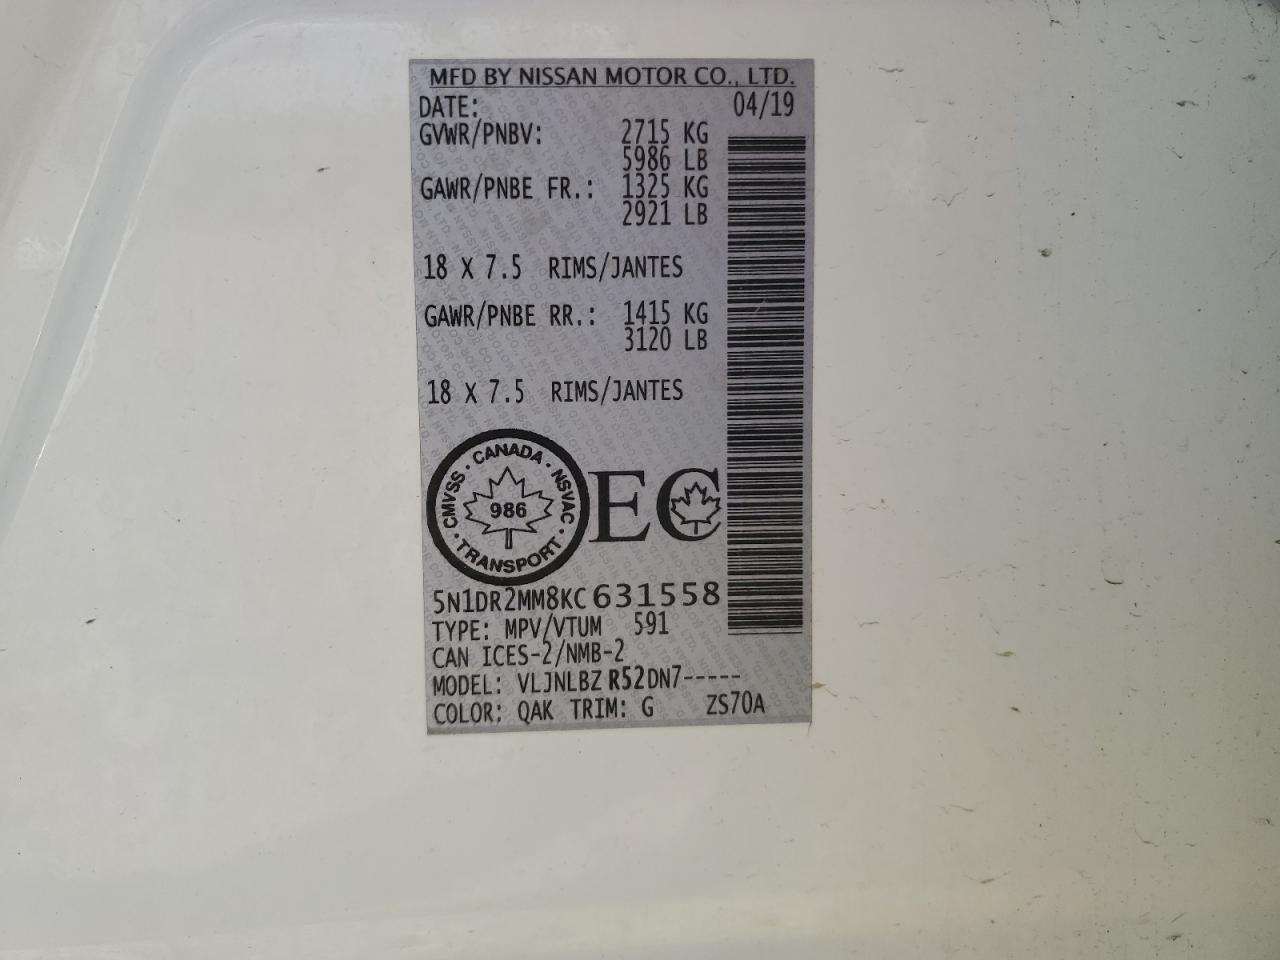 MFD BY NISSAN MOTOR CO., LTD.
DATE: 04/19
GVWR/PNBV: 2715 KG
5986 LB
GAWR/PNBE FR.: 1325 KG
2921 LB
18 X 7.5 RIMS/JANTES
GAWR/PNBE RR.: 1415 KG
3120 LB
18 X 7.5 RIMS/JANTES
CMVSS · CANADA · NSVAC · TRANSPORT ·
986
EC
5N1DR2MM8KC631558
TYPE: MPV/VTUM 591
CAN ICES-2/NMB-2
MODEL: VLJNLBZ R52DN7-----
COLOR: QAK TRIM: G ZS70A